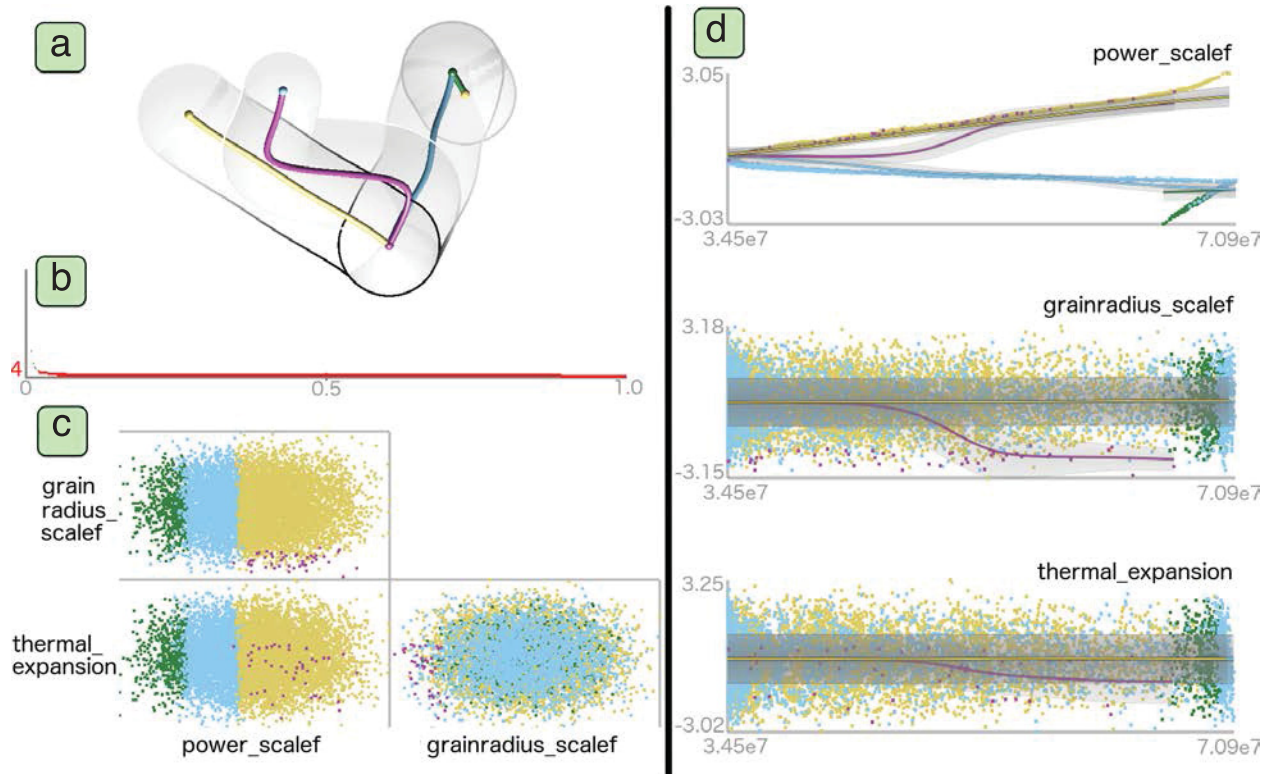 a
b
4
0
0.5
1.0
c
grain
radius_
scalef
thermal_
expansion
power_scalef
grainradius_scalef
d
power_scalef
3.05
-3.03
3.45e7
7.09e7
grainradius_scalef
3.18
-3.15
3.45e7
7.09e7
thermal_expansion
3.25
-3.02
3.45e7
7.09e7